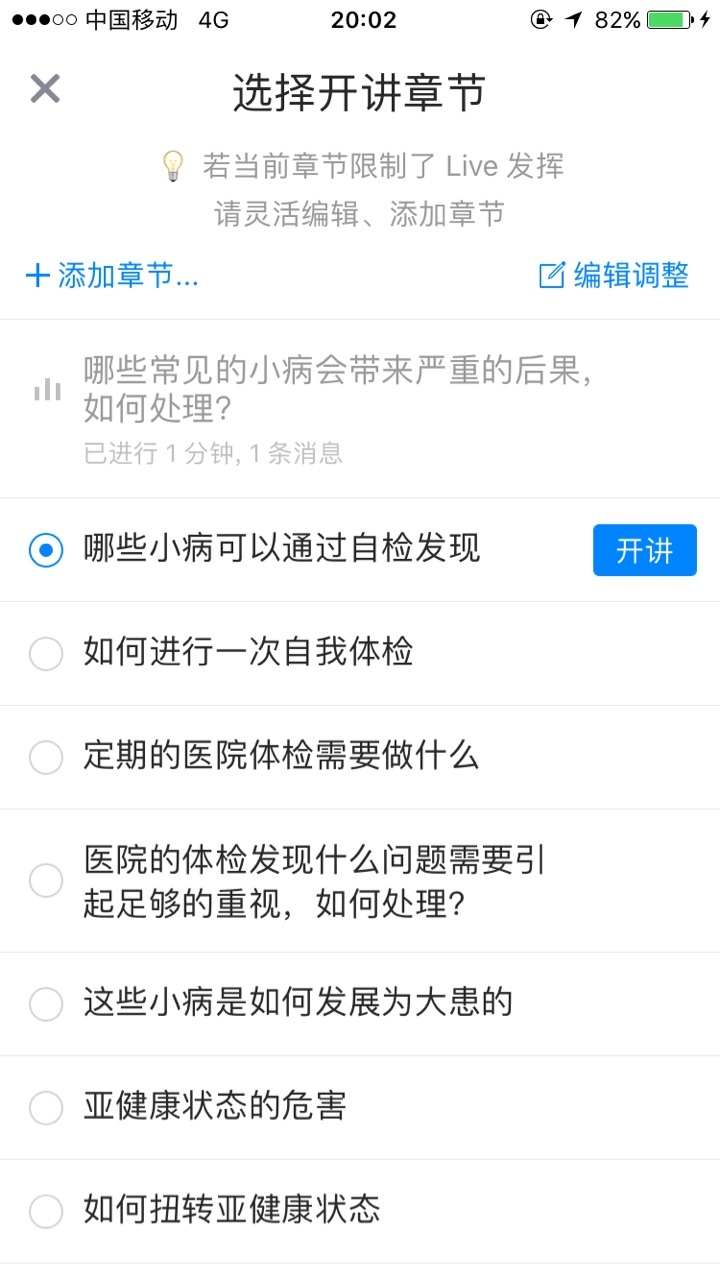 中国移动 4G 20:02 82%
选择开讲章节
若当前章节限制了 Live 发挥
请灵活编辑、添加章节
添加章节... 编辑调整
哪些常见的小病会带来严重的后果，
如何处理？
已进行 1 分钟, 1 条消息
哪些小病可以通过自检发现 开讲
如何进行一次自我体检
定期的医院体检需要做什么
医院的体检发现什么问题需要引
起足够的重视，如何处理？
这些小病是如何发展为大患的
亚健康状态的危害
如何扭转亚健康状态